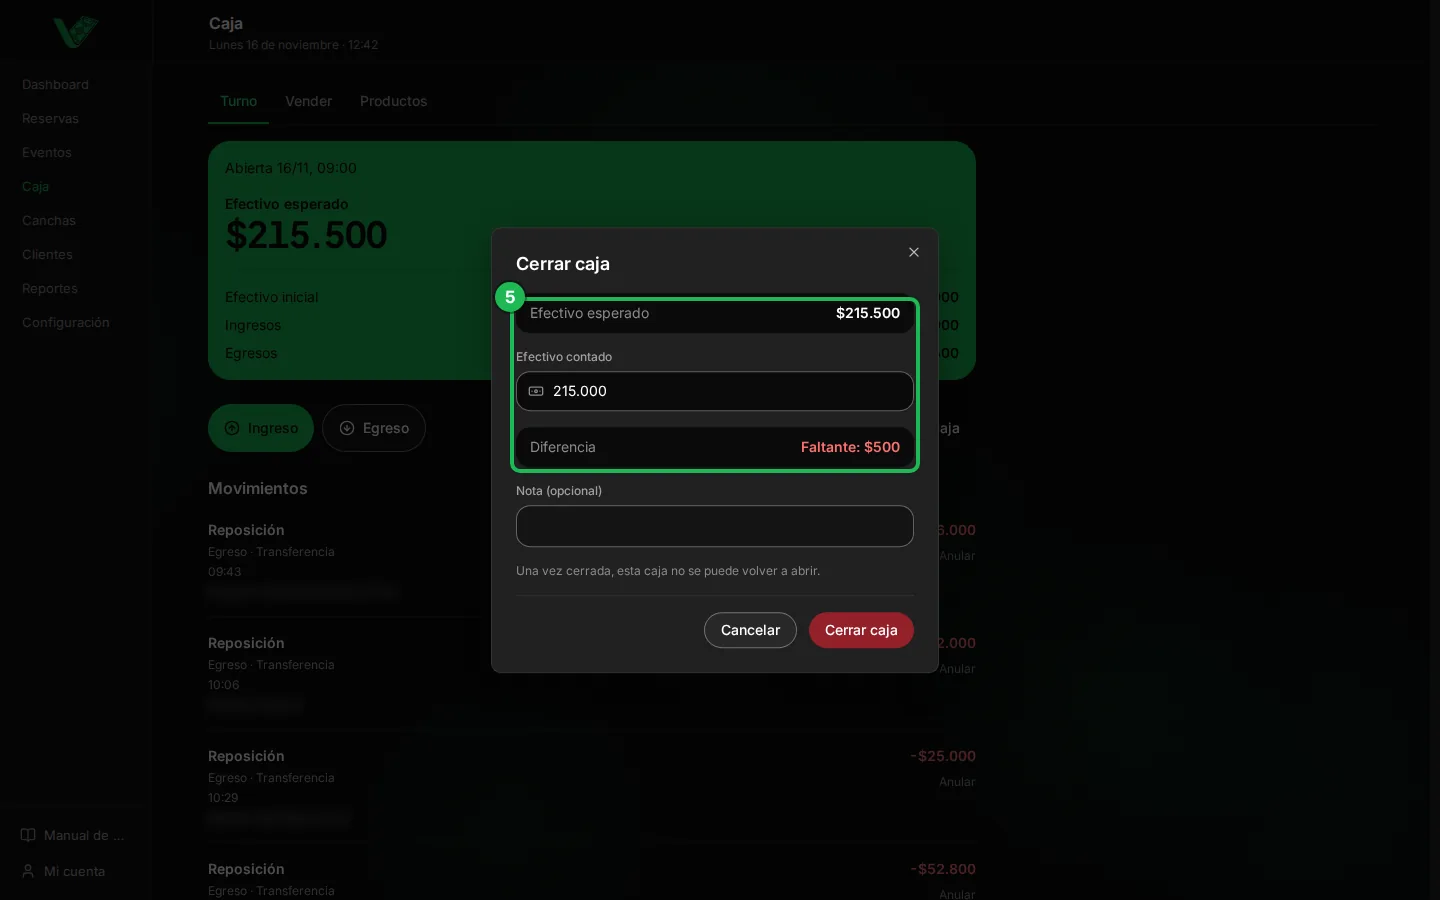 Caja
Lunes 16 de noviembre · 12:42
Dashboard
Reservas
Eventos
Caja
Canchas
Clientes
Reportes
Configuración
Manual de ...
Mi cuenta
Turno Vender Productos
Abierta 16/11, 09:00
Efectivo esperado
$215.500
Efectivo inicial
Ingresos
Egresos
Ingreso Egreso
Movimientos
Reposición
Egreso · Transferencia
Anular
09:43
Reposición
Egreso · Transferencia
Anular
10:06
Reposición -$25.000
Egreso · Transferencia
Anular
10:29
Reposición -$52.800
Egreso · Transferencia
Anular
Cerrar caja
5
Efectivo esperado $215.500
Efectivo contado
215.000
Diferencia Faltante: $500
Nota (opcional)
Una vez cerrada, esta caja no se puede volver a abrir.
Cancelar Cerrar caja